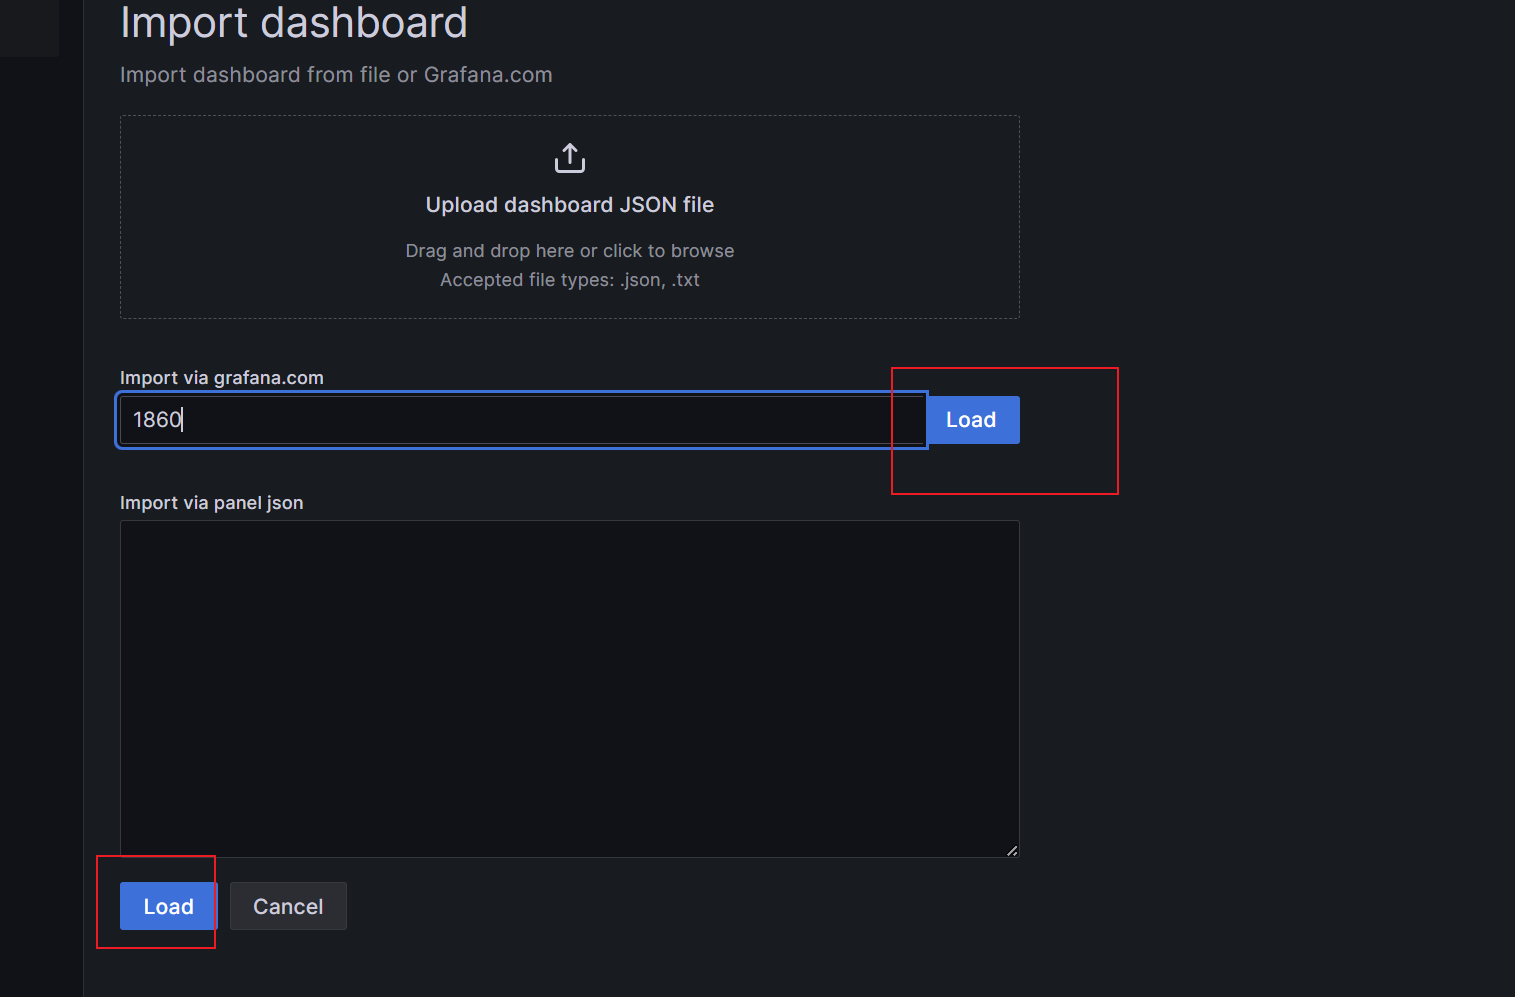 Import dashboard
Import dashboard from file or Grafana.com
Upload dashboard JSON file
Drag and drop here or click to browse
Accepted file types: .json, .txt
Import via grafana.com
1860
Load
Import via panel json
Load
Cancel